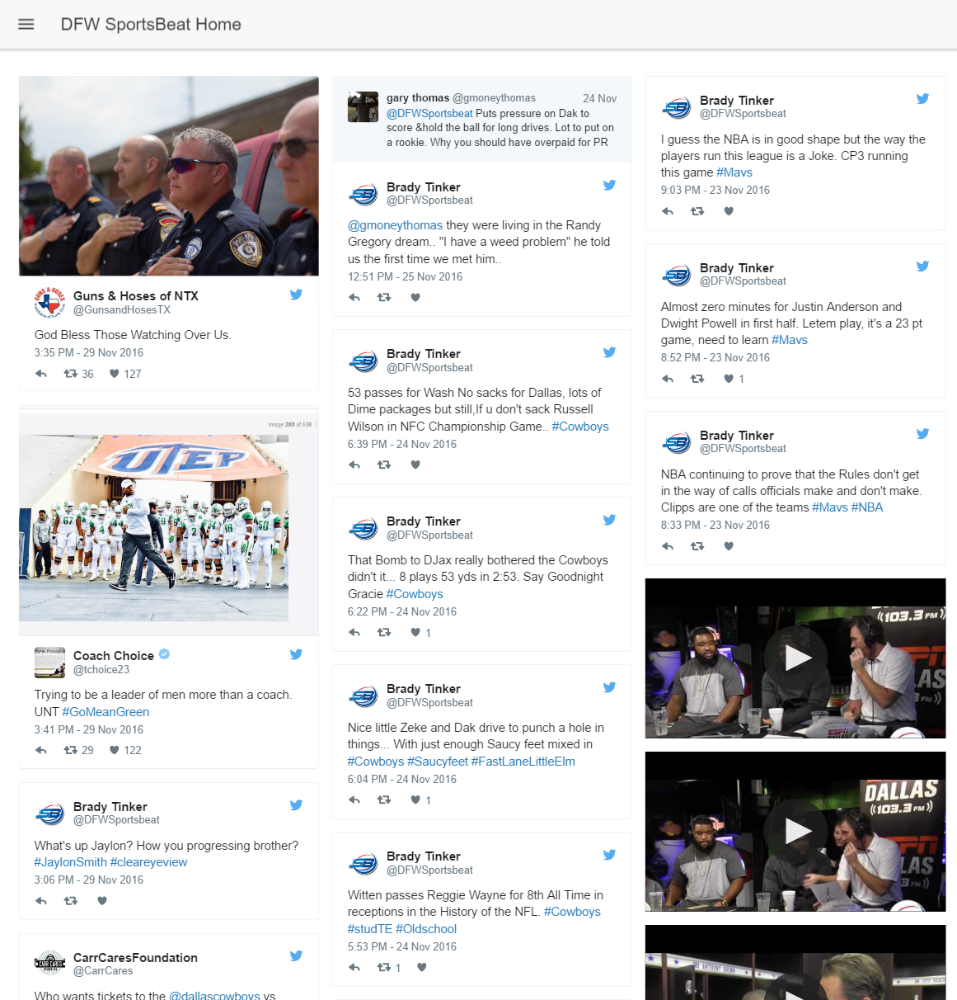 DFW SportsBeat Home
Guns & Hoses of NTX
@GunsandHosesTX
God Bless Those Watching Over Us.
3:35 PM - 29 Nov 2016
36 127
Image 280 of 538
UTEP
Coach Choice
@tchoice23
Trying to be a leader of men more than a coach.
UNT #GoMeanGreen
3:41 PM - 29 Nov 2016
29 122
Brady Tinker
@DFWSportsbeat
What's up Jaylon? How you progressing brother?
#JaylonSmith #cleareyeview
3:06 PM - 29 Nov 2016
CarrCaresFoundation
@CarrCares
Who wants tickets to the @dallascowboys vs
gary thomas @gmoneythomas 24 Nov
@DFWSportsbeat Puts pressure on Dak to
score &hold the ball for long drives. Lot to put on
a rookie. Why you should have overpaid for PR
Brady Tinker
@DFWSportsbeat
@gmoneythomas they were living in the Randy
Gregory dream.. "I have a weed problem" he told
us the first time we met him..
12:51 PM - 25 Nov 2016
Brady Tinker
@DFWSportsbeat
53 passes for Wash No sacks for Dallas, lots of
Dime packages but still,If u don't sack Russell
Wilson in NFC Championship Game.. #Cowboys
6:39 PM - 24 Nov 2016
Brady Tinker
@DFWSportsbeat
That Bomb to DJax really bothered the Cowboys
didn't it... 8 plays 53 yds in 2:53. Say Goodnight
Gracie #Cowboys
6:22 PM - 24 Nov 2016
1
Brady Tinker
@DFWSportsbeat
Nice little Zeke and Dak drive to punch a hole in
things... With just enough Saucy feet mixed in
#Cowboys #Saucyfeet #FastLaneLittleElm
6:04 PM - 24 Nov 2016
1
Brady Tinker
@DFWSportsbeat
Witten passes Reggie Wayne for 8th All Time in
receptions in the History of the NFL. #Cowboys
#studTE #Oldschool
5:53 PM - 24 Nov 2016
1
Brady Tinker
@DFWSportsbeat
I guess the NBA is in good shape but the way the
players run this league is a Joke. CP3 running
this game #Mavs
9:03 PM - 23 Nov 2016
Brady Tinker
@DFWSportsbeat
Almost zero minutes for Justin Anderson and
Dwight Powell in first half. Letem play, it's a 23 pt
game, need to learn #Mavs
8:52 PM - 23 Nov 2016
1
Brady Tinker
@DFWSportsbeat
NBA continuing to prove that the Rules don't get
in the way of calls officials make and don't make.
Clipps are one of the teams #Mavs #NBA
8:33 PM - 23 Nov 2016
103.3 FM
DALLAS
103.3 FM
DALLAS